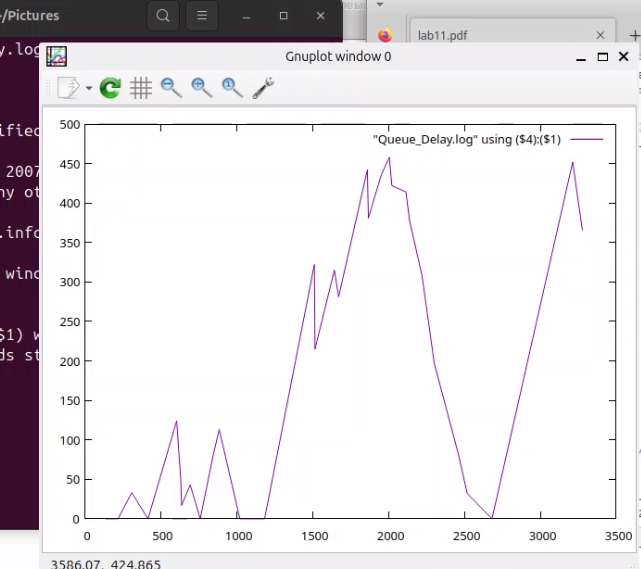 ~/Pictures
lab11.pdf
y.log
Gnuplot window 0
ified
2007
ny ot
.info
wind
$1) w
ds st
"Queue_Delay.log" using ($4):($1)
500
450
400
350
300
250
200
150
100
50
0
0 500 1000 1500 2000 2500 3000 3500
3586.07, 424.865